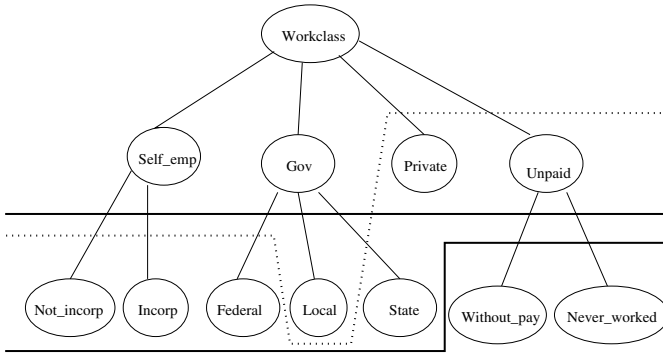 Workclass
Self_emp
Gov
Private
Unpaid
Not_incorp
Incorp
Federal
Local
State
Without_pay
Never_worked